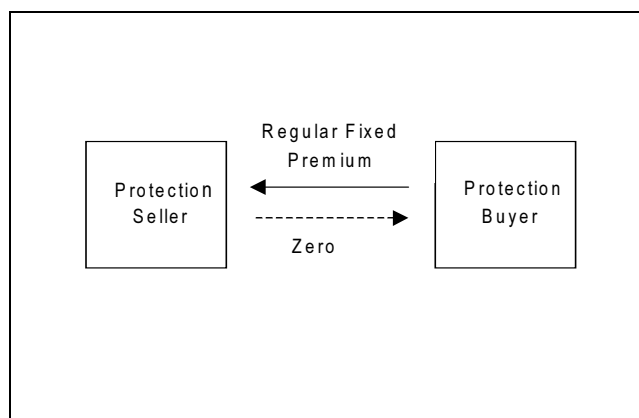 Regular Fixed
Premium
Protection
Seller
Protection
Buyer
Zero